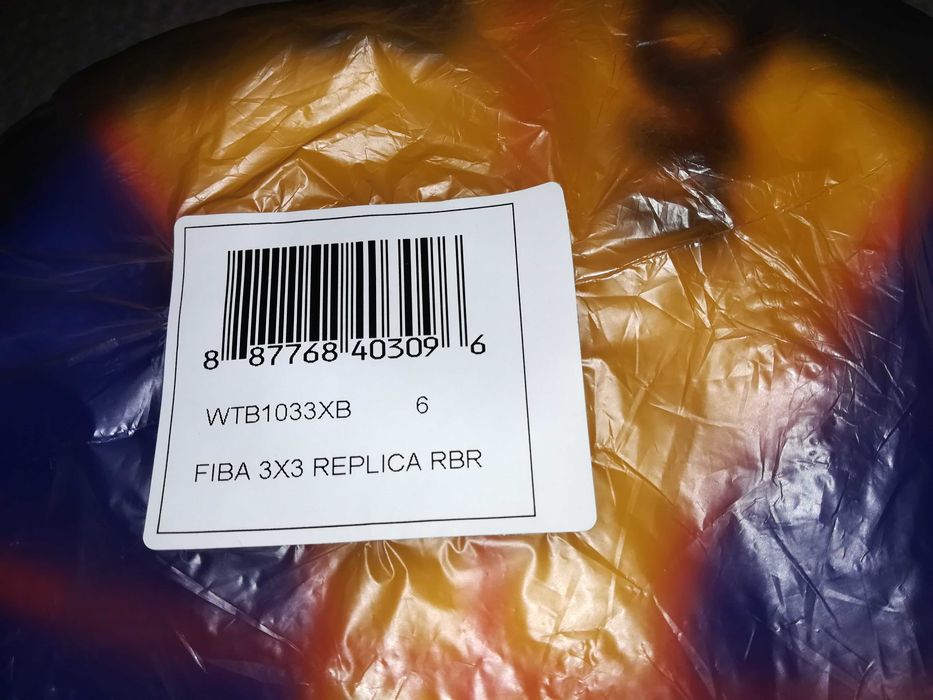 8 87768 40309 6
WTB1033XB 6
FIBA 3X3 REPLICA RBR